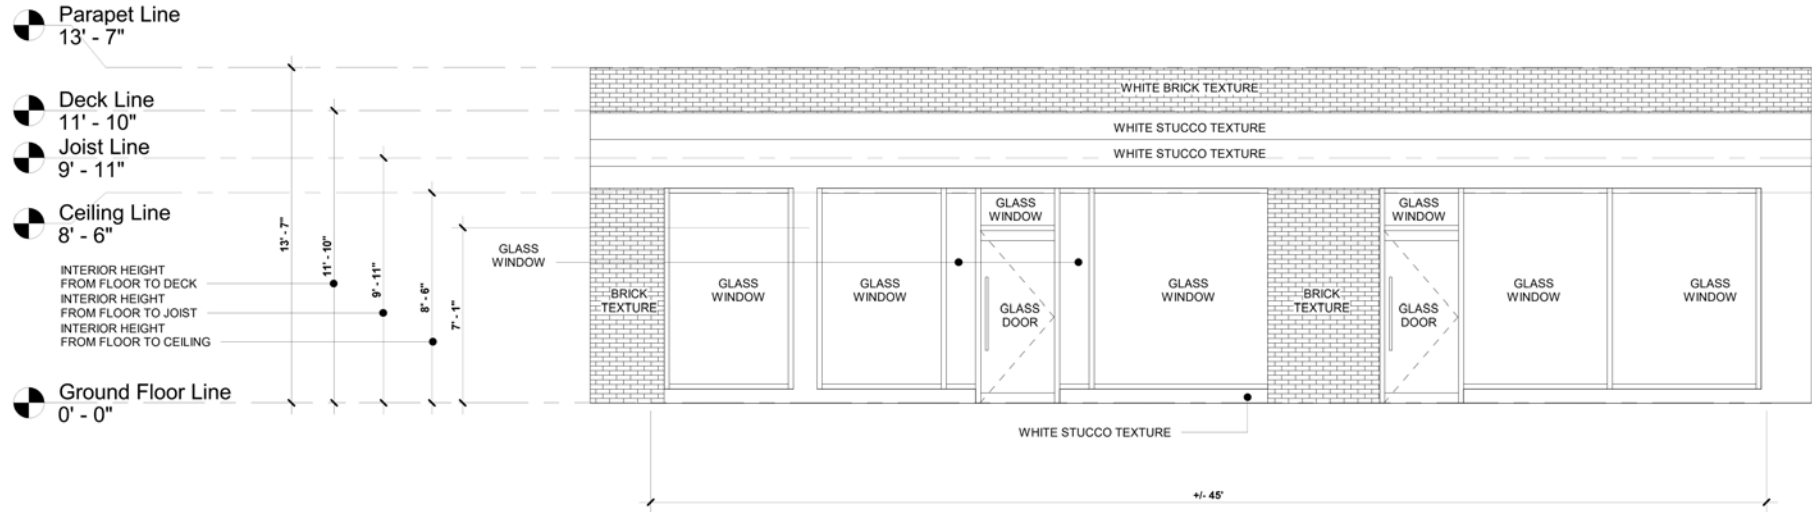 Parapet Line
13' - 7"
Deck Line
11' - 10"
Joist Line
9' - 11"
Ceiling Line
8' - 6"
INTERIOR HEIGHT
FROM FLOOR TO DECK
INTERIOR HEIGHT
FROM FLOOR TO JOIST
INTERIOR HEIGHT
FROM FLOOR TO CEILING
Ground Floor Line
0' - 0"
13' - 7"
11' - 10"
9' - 11"
8' - 6"
7' - 1"
GLASS
WINDOW
WHITE BRICK TEXTURE
WHITE STUCCO TEXTURE
WHITE STUCCO TEXTURE
BRICK
TEXTURE
GLASS
WINDOW
GLASS
WINDOW
GLASS
WINDOW
GLASS
DOOR
GLASS
WINDOW
BRICK
TEXTURE
GLASS
WINDOW
GLASS
DOOR
GLASS
WINDOW
GLASS
WINDOW
WHITE STUCCO TEXTURE
+/- 45'